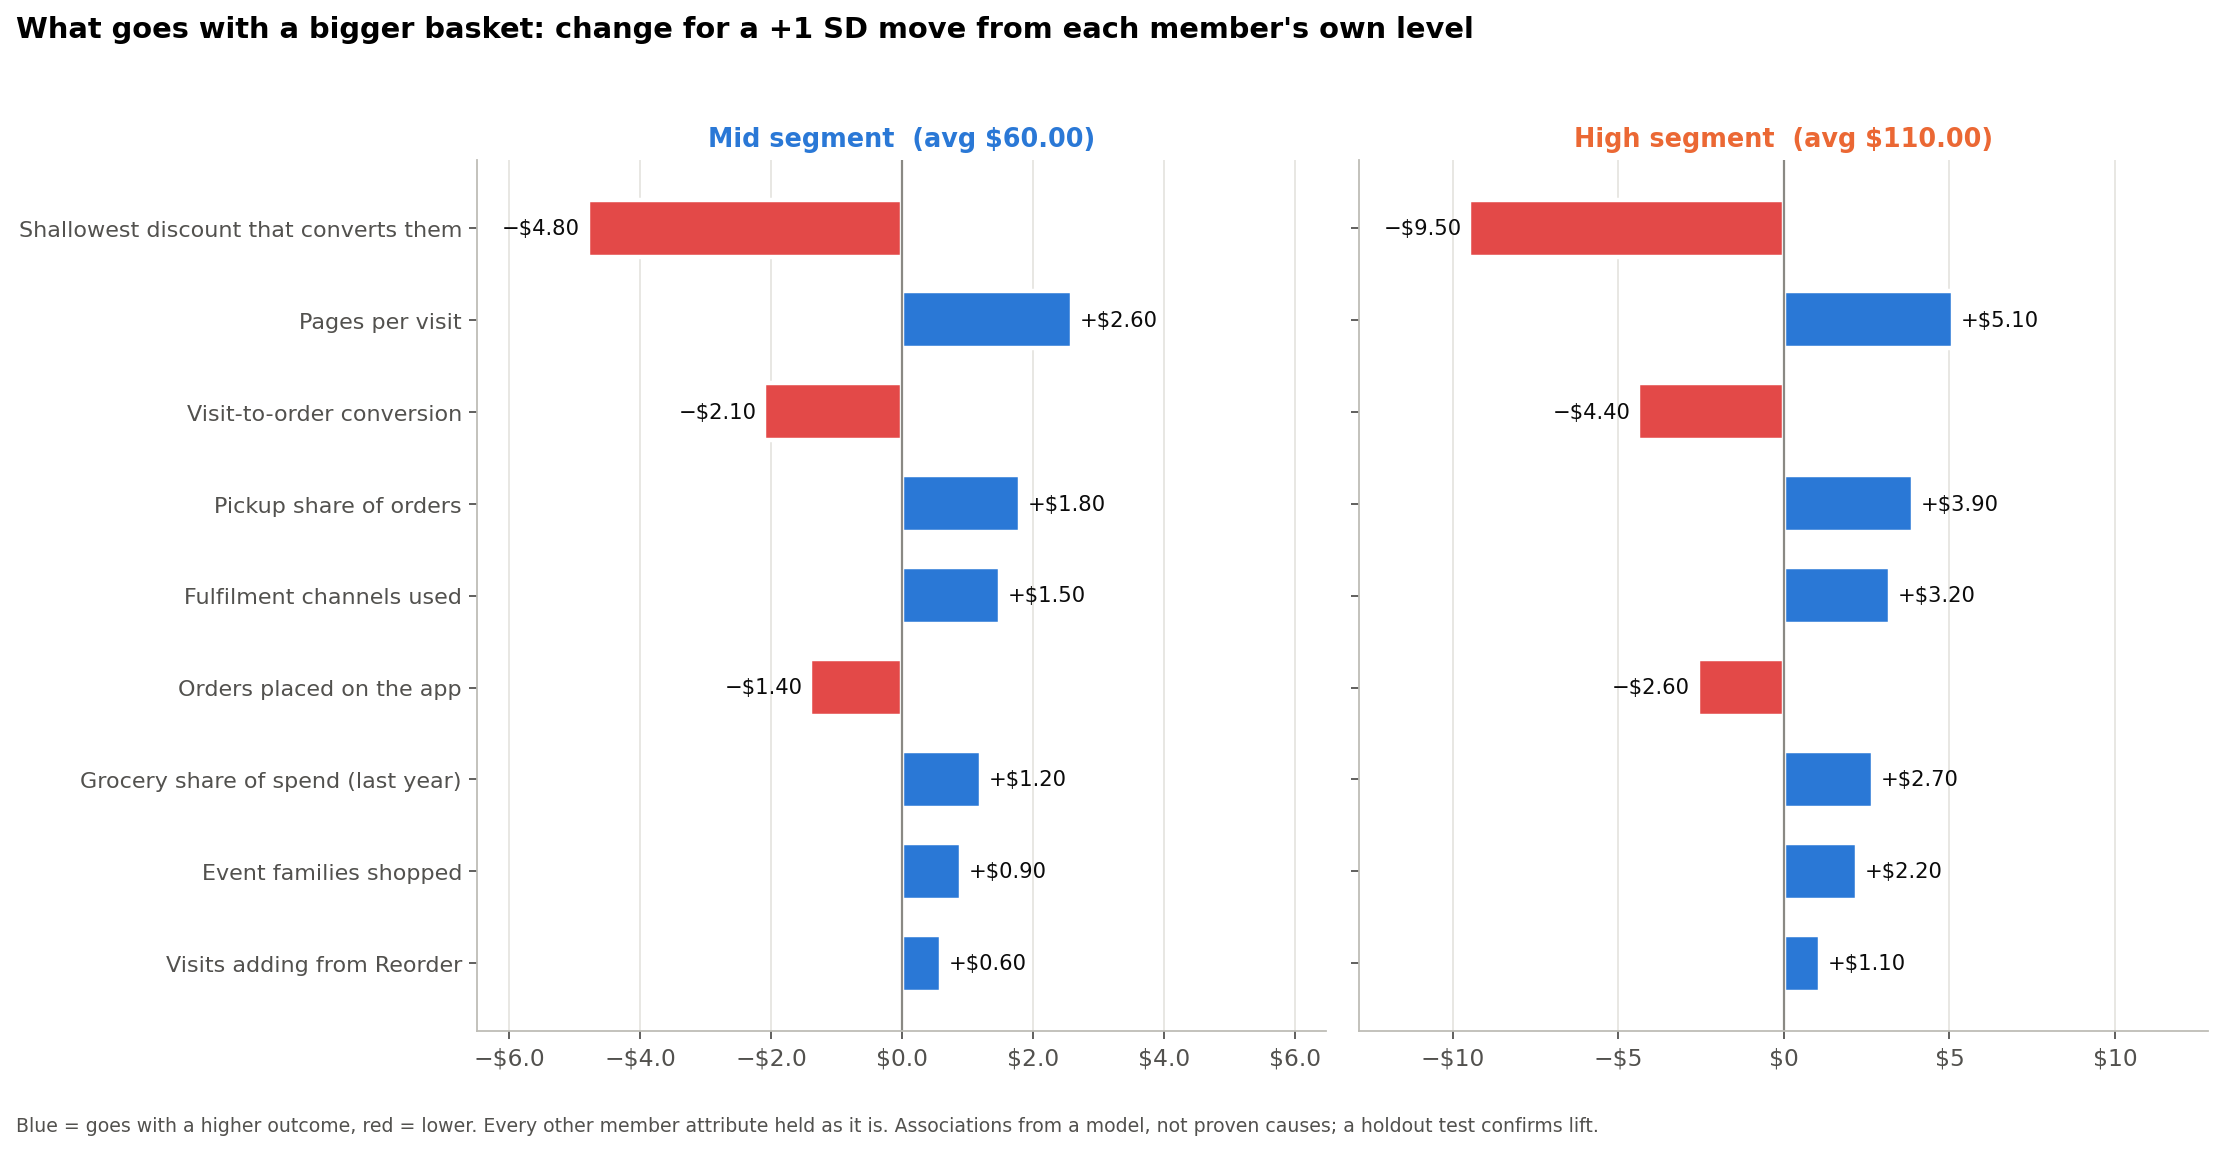 What goes with a bigger basket: change for a +1 SD move from each member's own level
Mid segment  (avg $60.00)
High segment  (avg $110.00)
Shallowest discount that converts them
−$4.80
−$9.50
Pages per visit
+$2.60
+$5.10
Visit-to-order conversion
−$2.10
−$4.40
Pickup share of orders
+$1.80
+$3.90
Fulfilment channels used
+$1.50
+$3.20
Orders placed on the app
−$1.40
−$2.60
Grocery share of spend (last year)
+$1.20
+$2.70
Event families shopped
+$0.90
+$2.20
Visits adding from Reorder
+$0.60
+$1.10
−$6.0 −$4.0 −$2.0 $0.0 $2.0 $4.0 $6.0
−$10 −$5 $0 $5 $10
Blue = goes with a higher outcome, red = lower. Every other member attribute held as it is. Associations from a model, not proven causes; a holdout test confirms lift.